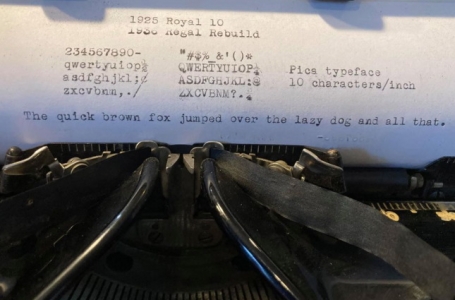 1925 Royal 10
1930 Regal Rebuild
234567890- "#$%_&'()*
qwertyuiop½ QWERTYUIOP¼ Pica typeface
asdfghjkl;¢ ASDFGHJKL:@ 10 characters/inch
zxcvbnm,./ ZXCVBNM?.
The quick brown fox jumped over the lazy dog and all that.